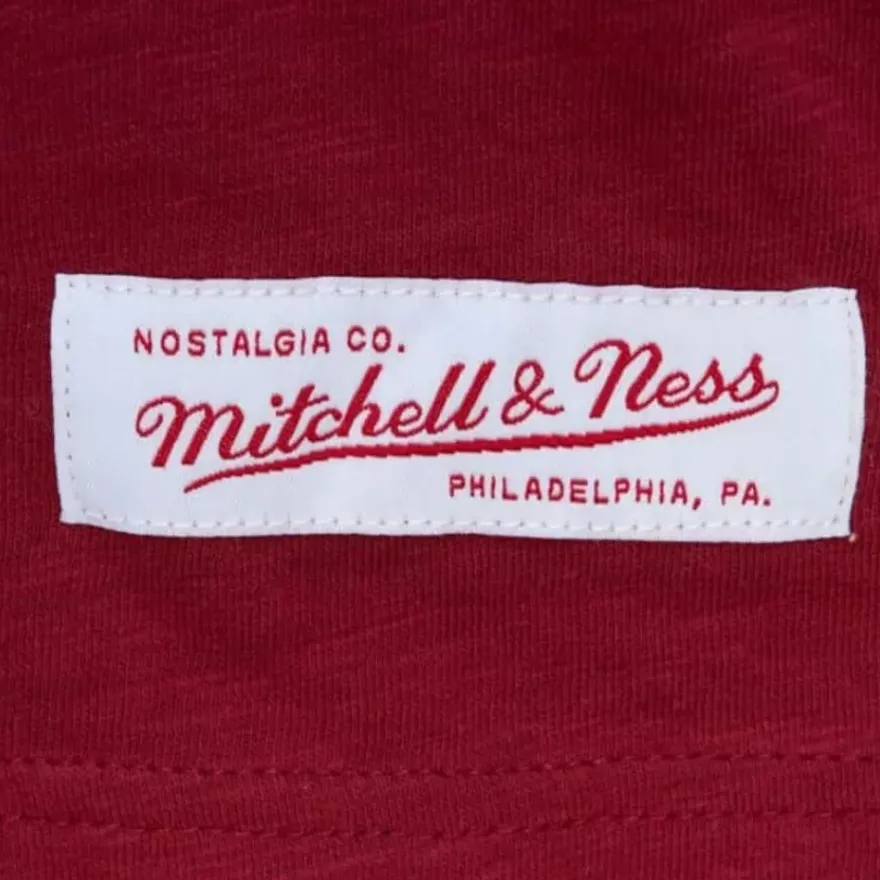 NOSTALGIA CO.
Mitchell & Ness
PHILADELPHIA, PA.